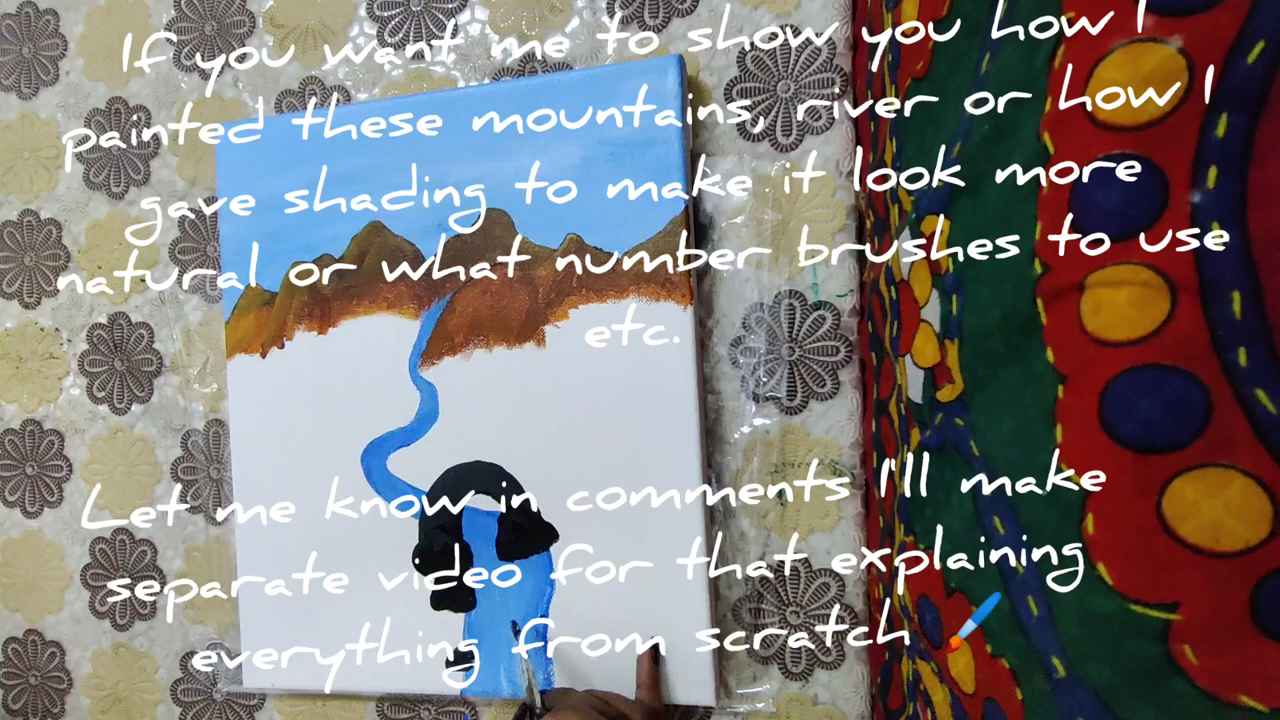 If you want me to show you how I
painted these mountains, river or how I
gave shading to make it look more
natural or what number brushes to use
etc.
Let me know in comments I'll make
separate video for that explaining
everything from scratch 🖌️